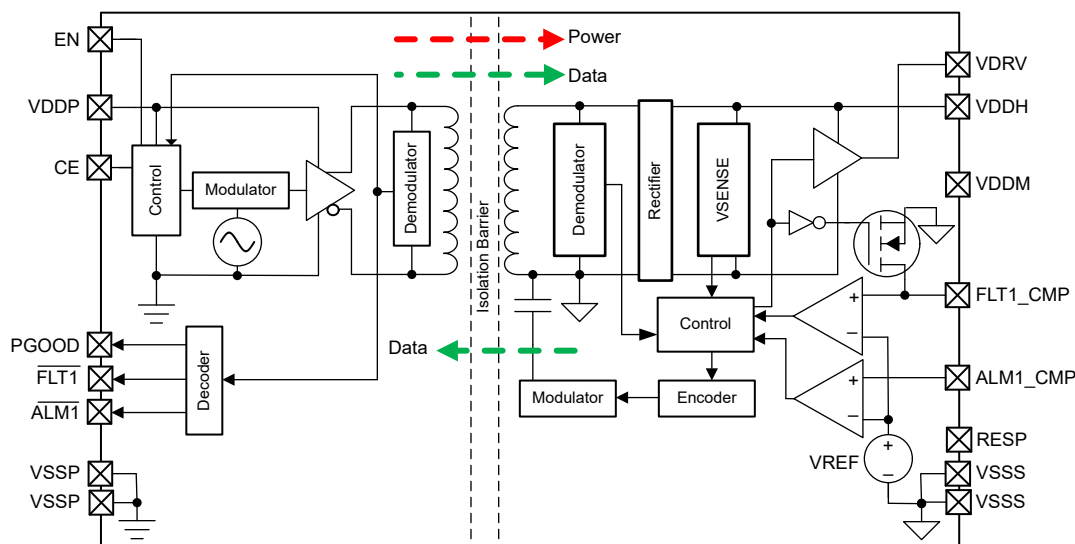 EN
Power
Data
VDRV
VDDP
VDDH
CE
Control
Modulator
Demodulator
Isolation Barrier
Demodulator
Rectifier
VSENSE
VDDM
FLT1_CMP
Control
PGOOD
FLT1
ALM1
Decoder
Data
Modulator
Encoder
ALM1_CMP
RESP
VREF
VSSP
VSSP
VSSS
VSSS
+
−
+
−
+
−